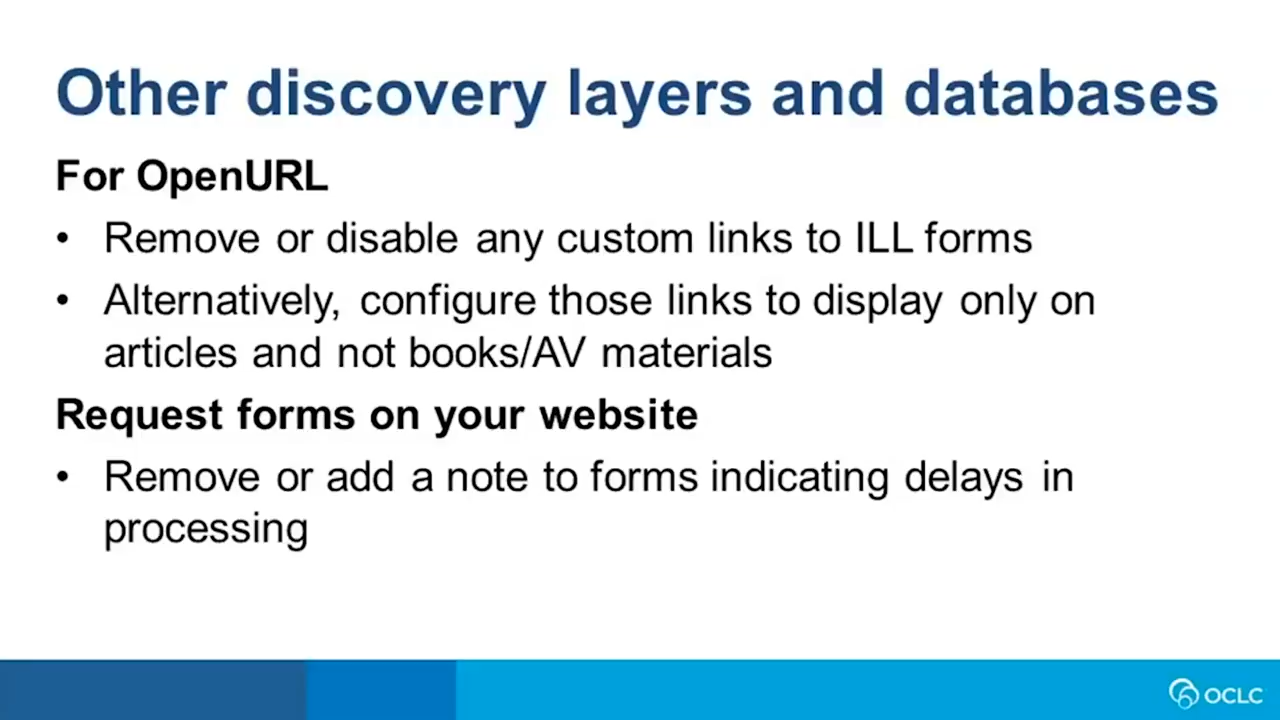 Other discovery layers and databases
For OpenURL
• Remove or disable any custom links to ILL forms
• Alternatively, configure those links to display only on
articles and not books/AV materials
Request forms on your website
• Remove or add a note to forms indicating delays in
processing
OCLC